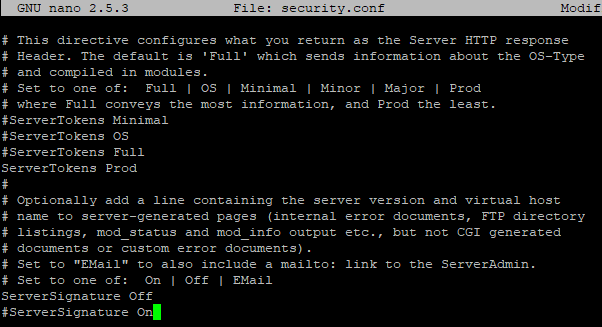 GNU nano 2.5.3 File: security.conf Modif
# This directive configures what you return as the Server HTTP response
# Header. The default is 'Full' which sends information about the OS-Type
# and compiled in modules.
# Set to one of:  Full | OS | Minimal | Minor | Major | Prod
# where Full conveys the most information, and Prod the least.
#ServerTokens Minimal
#ServerTokens OS
#ServerTokens Full
ServerTokens Prod
#
# Optionally add a line containing the server version and virtual host
# name to server-generated pages (internal error documents, FTP directory
# listings, mod_status and mod_info output etc., but not CGI generated
# documents or custom error documents).
# Set to "EMail" to also include a mailto: link to the ServerAdmin.
# Set to one of:  On | Off | EMail
ServerSignature Off
#ServerSignature On